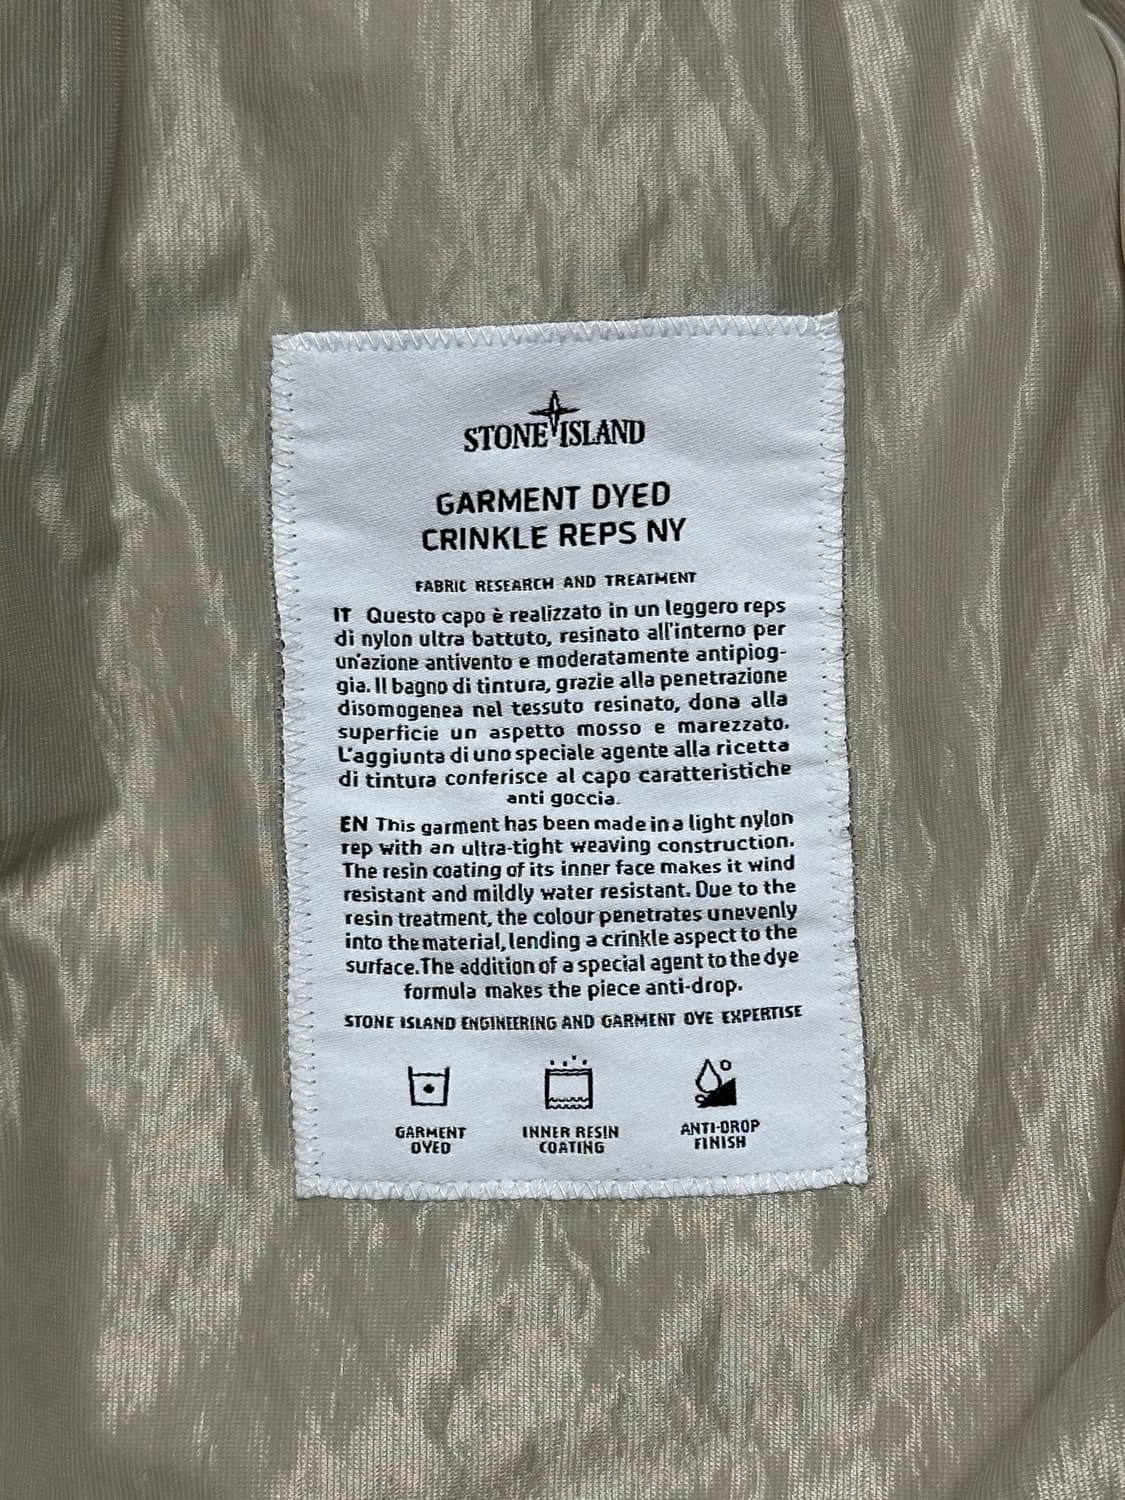 STONE ISLAND
GARMENT DYED
CRINKLE REPS NY
FABRIC RESEARCH AND TREATMENT
IT Questo capo è realizzato in un leggero reps
di nylon ultra battuto, resinato all'interno per
un'azione antivento e moderatamente antipiog-
gia. Il bagno di tintura, grazie alla penetrazione
disomogenea nel tessuto resinato, dona alla
superficie un aspetto mosso e marezzato.
L'aggiunta di uno speciale agente alla ricetta
di tintura conferisce al capo caratteristiche
anti goccia.
EN This garment has been made in a light nylon
rep with an ultra-tight weaving construction.
The resin coating of its inner face makes it wind
resistant and mildly water resistant. Due to the
resin treatment, the colour penetrates unevenly
into the material, lending a crinkle aspect to the
surface. The addition of a special agent to the dye
formula makes the piece anti-drop.
STONE ISLAND ENGINEERING AND GARMENT DYE EXPERTISE
GARMENT
DYED
INNER RESIN
COATING
ANTI-DROP
FINISH